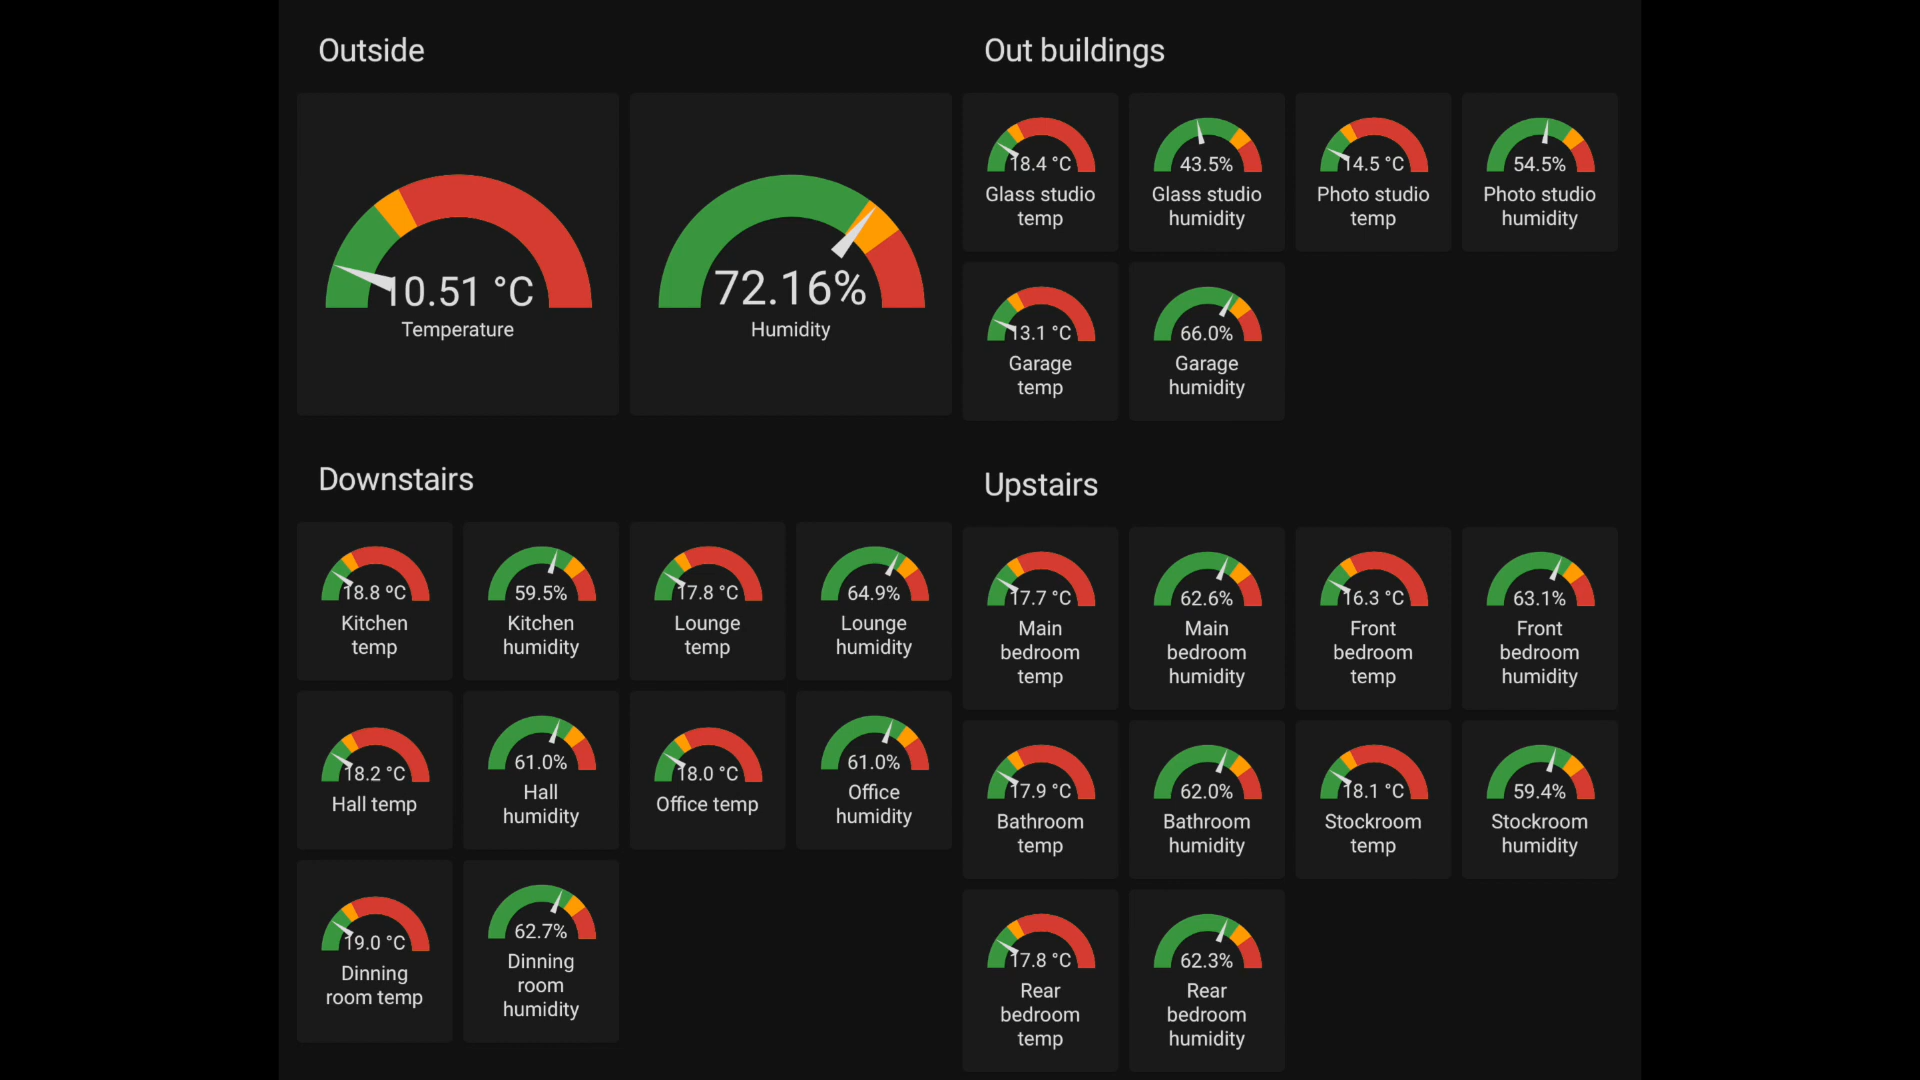 Outside
10.51 °C
Temperature
72.16%
Humidity
Out buildings
18.4 °C
Glass studio
temp
43.5%
Glass studio
humidity
14.5 °C
Photo studio
temp
54.5%
Photo studio
humidity
13.1 °C
Garage
temp
66.0%
Garage
humidity
Downstairs
18.8 ºC
Kitchen
temp
59.5%
Kitchen
humidity
17.8 °C
Lounge
temp
64.9%
Lounge
humidity
18.2 °C
Hall temp
61.0%
Hall
humidity
18.0 °C
Office temp
61.0%
Office
humidity
19.0 °C
Dinning
room temp
62.7%
Dinning
room
humidity
Upstairs
17.7 °C
Main
bedroom
temp
62.6%
Main
bedroom
humidity
16.3 °C
Front
bedroom
temp
63.1%
Front
bedroom
humidity
17.9 °C
Bathroom
temp
62.0%
Bathroom
humidity
18.1 °C
Stockroom
temp
59.4%
Stockroom
humidity
17.8 °C
Rear
bedroom
temp
62.3%
Rear
bedroom
humidity